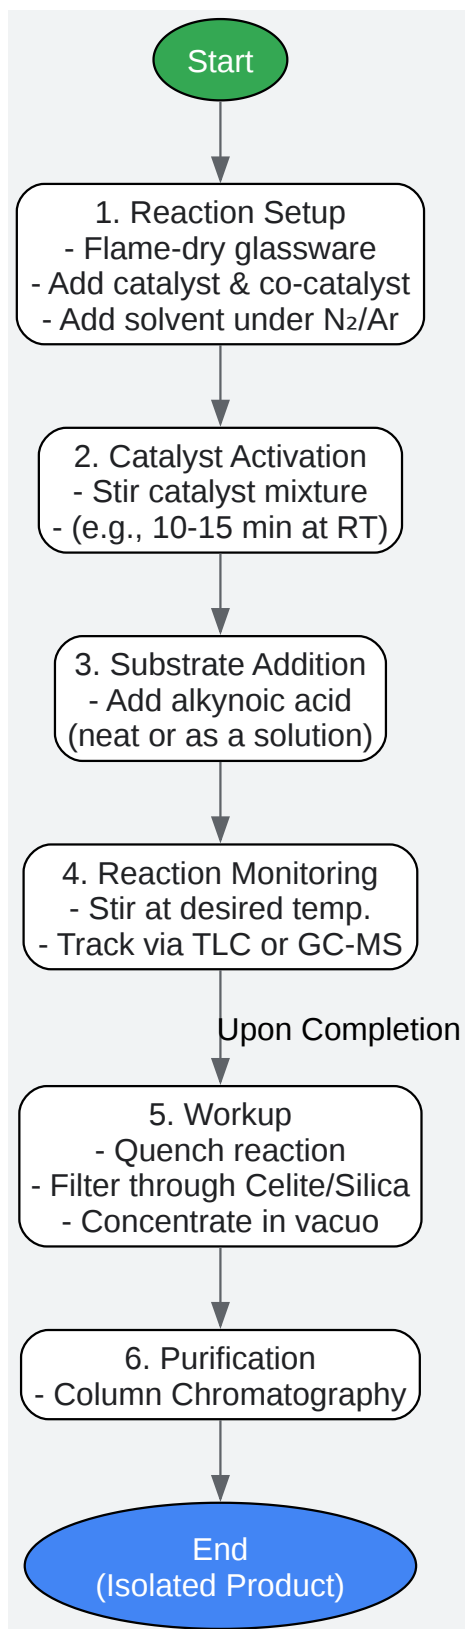 Start
1. Reaction Setup
- Flame-dry glassware
- Add catalyst & co-catalyst
- Add solvent under N₂/Ar
2. Catalyst Activation
- Stir catalyst mixture
- (e.g., 10-15 min at RT)
3. Substrate Addition
- Add alkynoic acid
(neat or as a solution)
4. Reaction Monitoring
- Stir at desired temp.
- Track via TLC or GC-MS
Upon Completion
5. Workup
- Quench reaction
- Filter through Celite/Silica
- Concentrate in vacuo
6. Purification
- Column Chromatography
End
(Isolated Product)